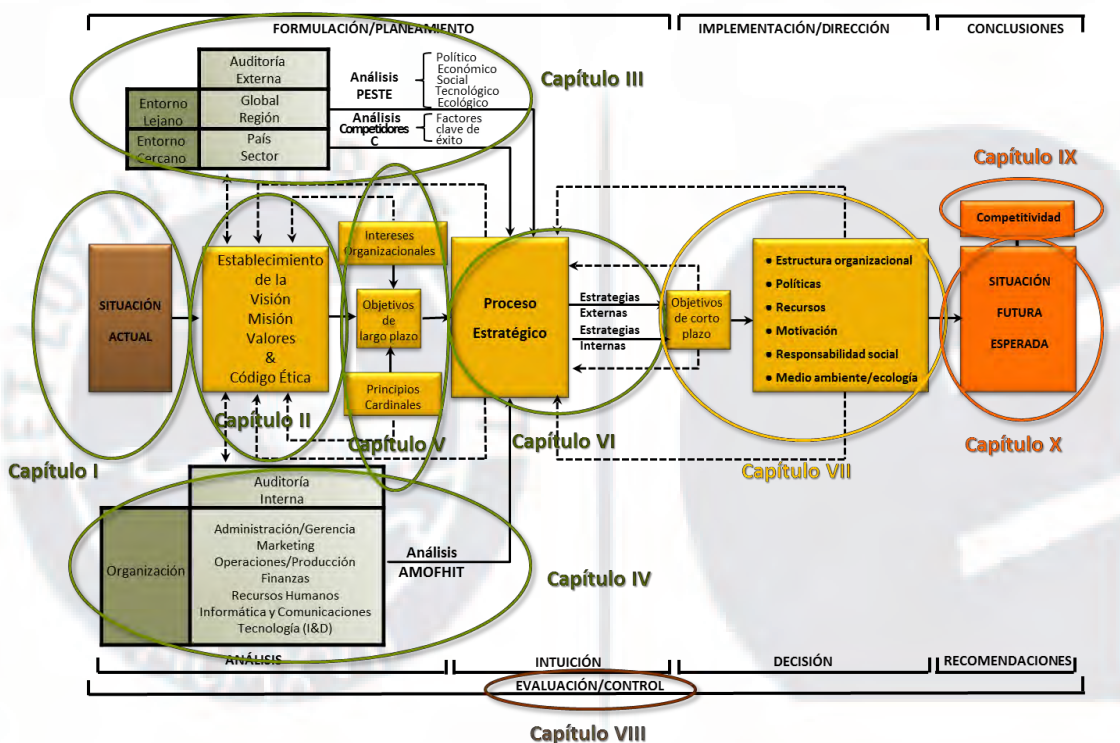 FORMULACIÓN/PLANEAMIENTO
IMPLEMENTACIÓN/DIRECCIÓN
CONCLUSIONES
Auditoría
Externa
Entorno
Lejano
Global
Región
Entorno
Cercano
País
Sector
Análisis
PESTE
Político
Económico
Social
Tecnológico
Ecológico
Análisis
Competidores
C
Factores
clave de
éxito
Capítulo III
SITUACIÓN
ACTUAL
Capítulo I
Establecimiento
de la
Visión
Misión
Valores
&
Código Ética
Capítulo II
Intereses
Organizacionales
Objetivos
de
largo plazo
Principios
Cardinales
Capítulo V
Proceso
Estratégico
Estrategias
Externas
Estrategias
Internas
Capítulo VI
Objetivos
de corto
plazo
• Estructura organizacional
• Políticas
• Recursos
• Motivación
• Responsabilidad social
• Medio ambiente/ecología
Capítulo VII
Capítulo IX
Competitividad
SITUACIÓN
FUTURA
ESPERADA
Capítulo X
Auditoría
Interna
Organización
Administración/Gerencia
Marketing
Operaciones/Producción
Finanzas
Recursos Humanos
Informática y Comunicaciones
Tecnología (I&D)
Análisis
AMOFHIT
Capítulo IV
ANÁLISIS
INTUICIÓN
DECISIÓN
RECOMENDACIONES
EVALUACIÓN/CONTROL
Capítulo VIII